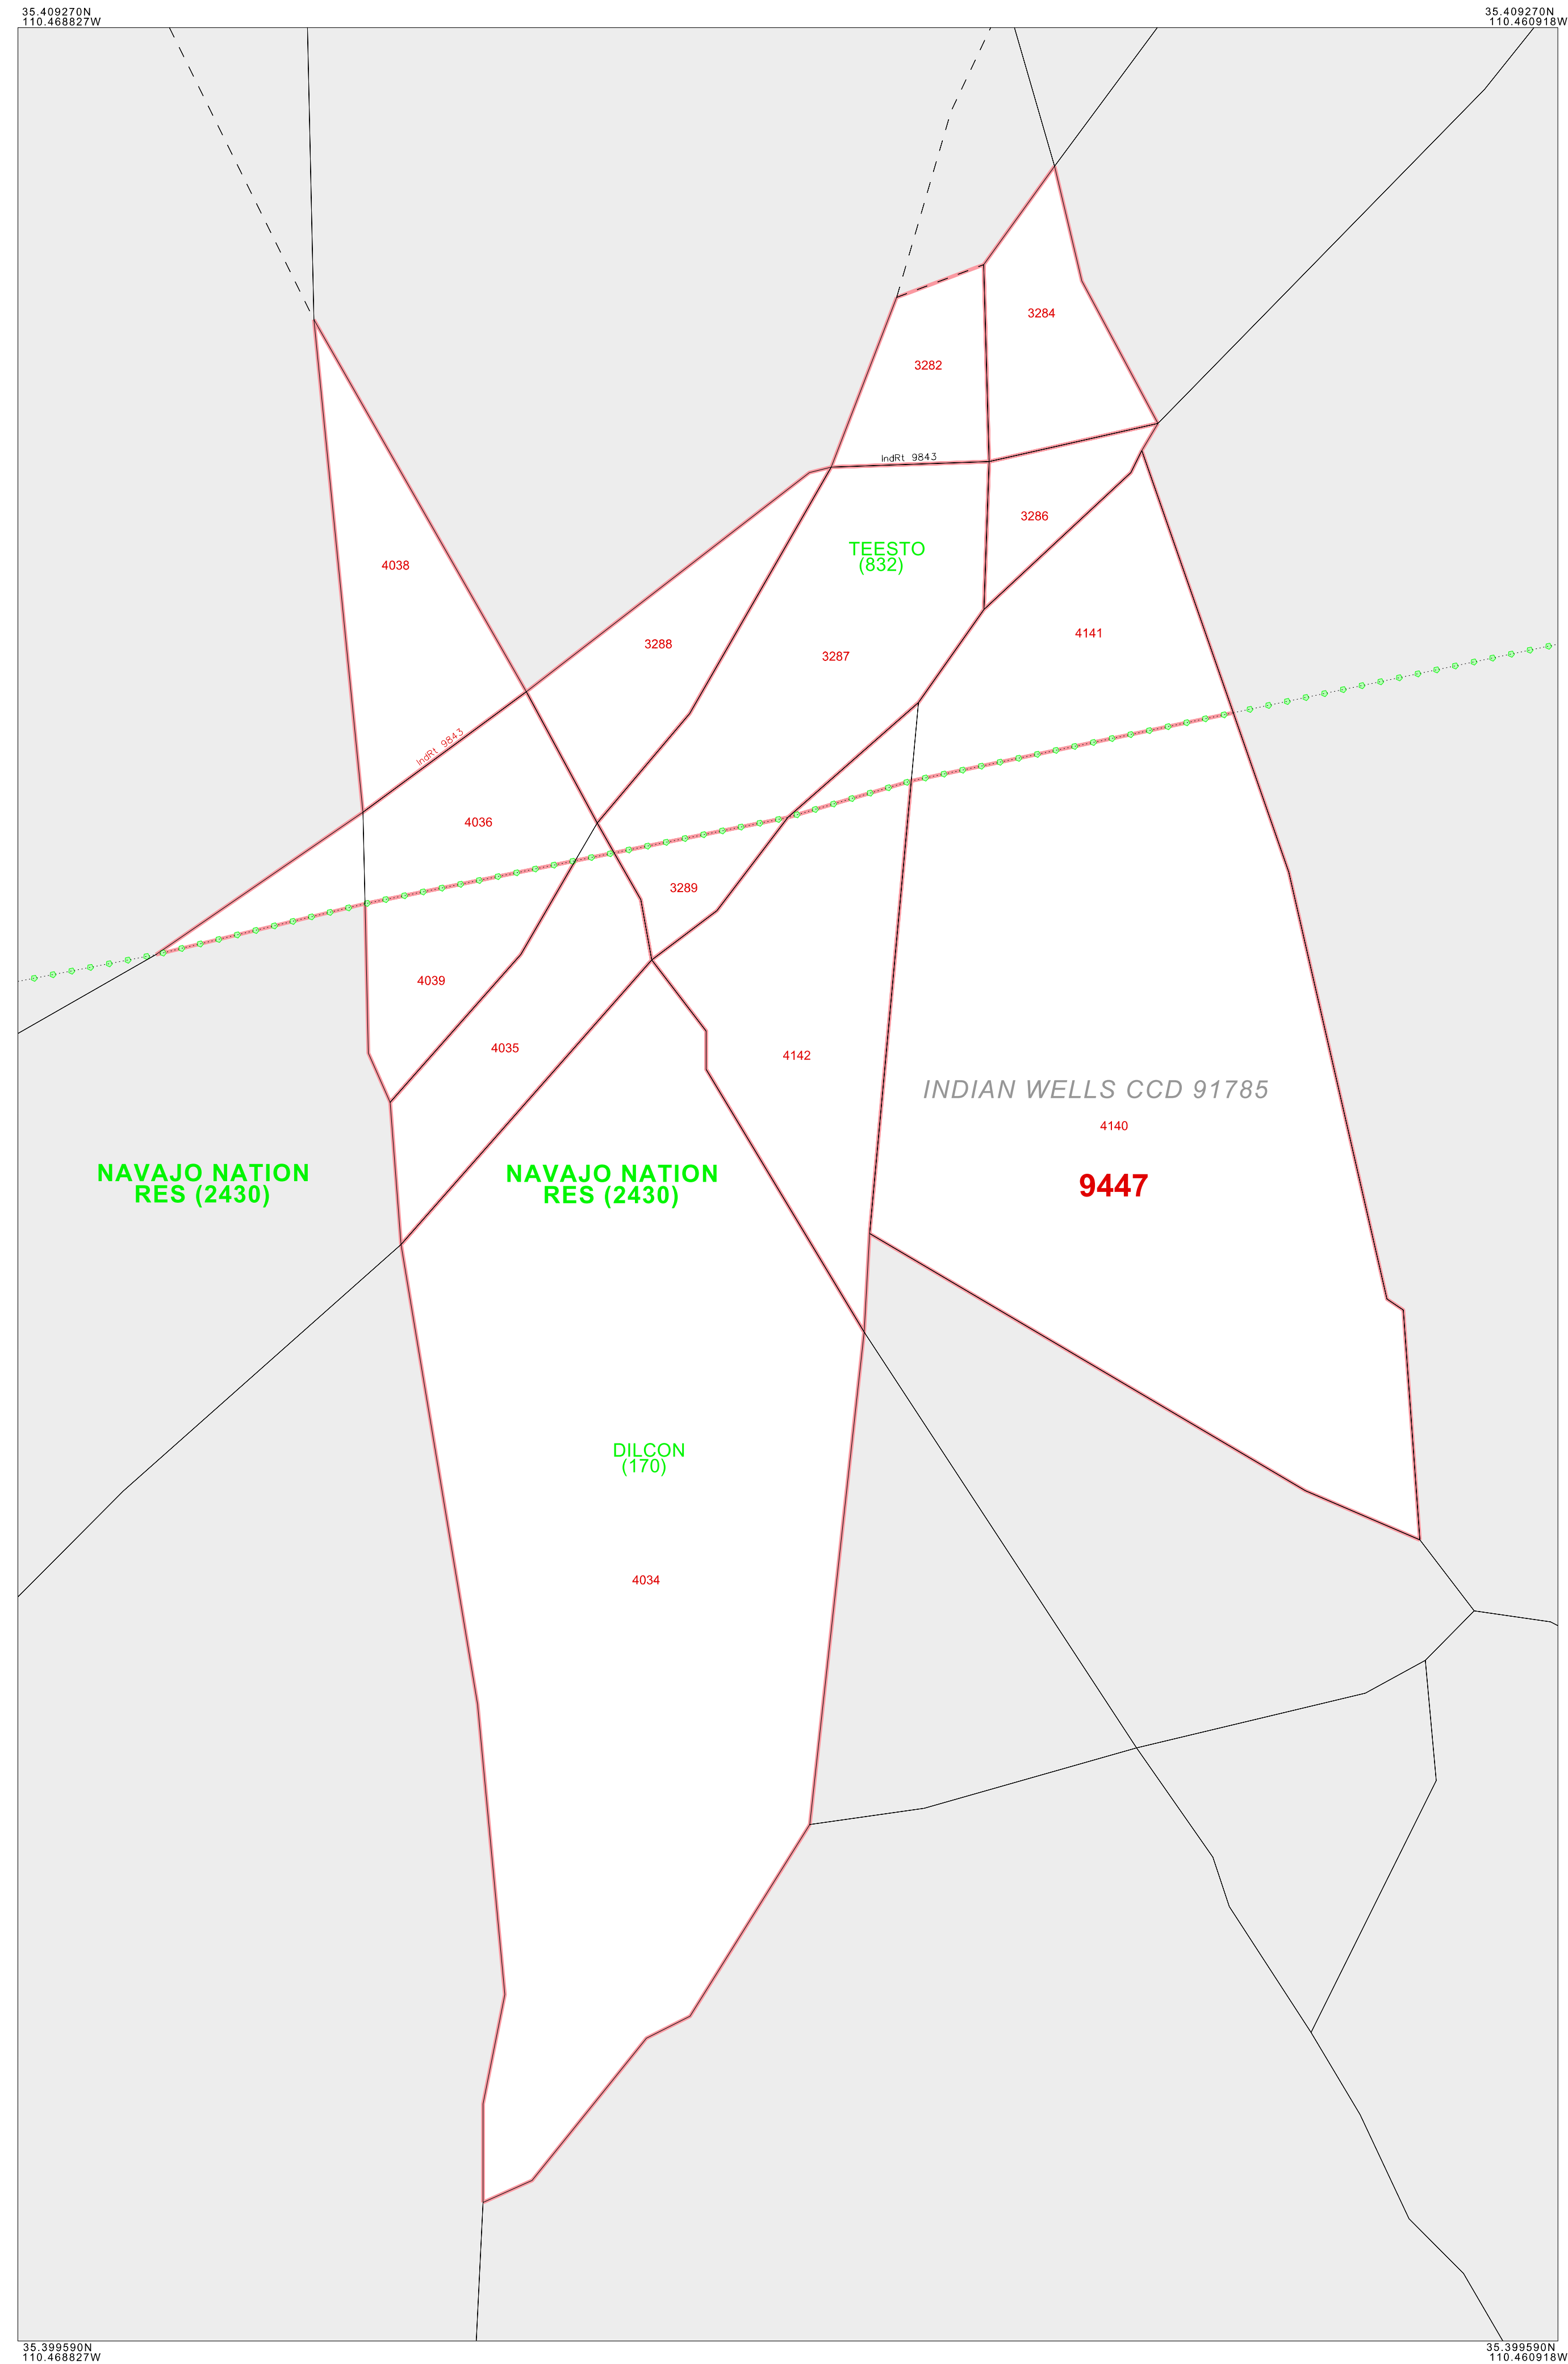 35.409270N
110.468827W
35.409270N
110.460918W
3284
3282
IndRt 9843
3286
TEESTO
(832)
4038
4141
3288
3287
IndRt 9843
4036
3289
4039
4035
4142
INDIAN WELLS CCD 91785
4140
NAVAJO NATION
RES (2430)
NAVAJO NATION
RES (2430)
9447
DILCON
(170)
4034
35.399590N
110.468827W
35.399590N
110.460918W